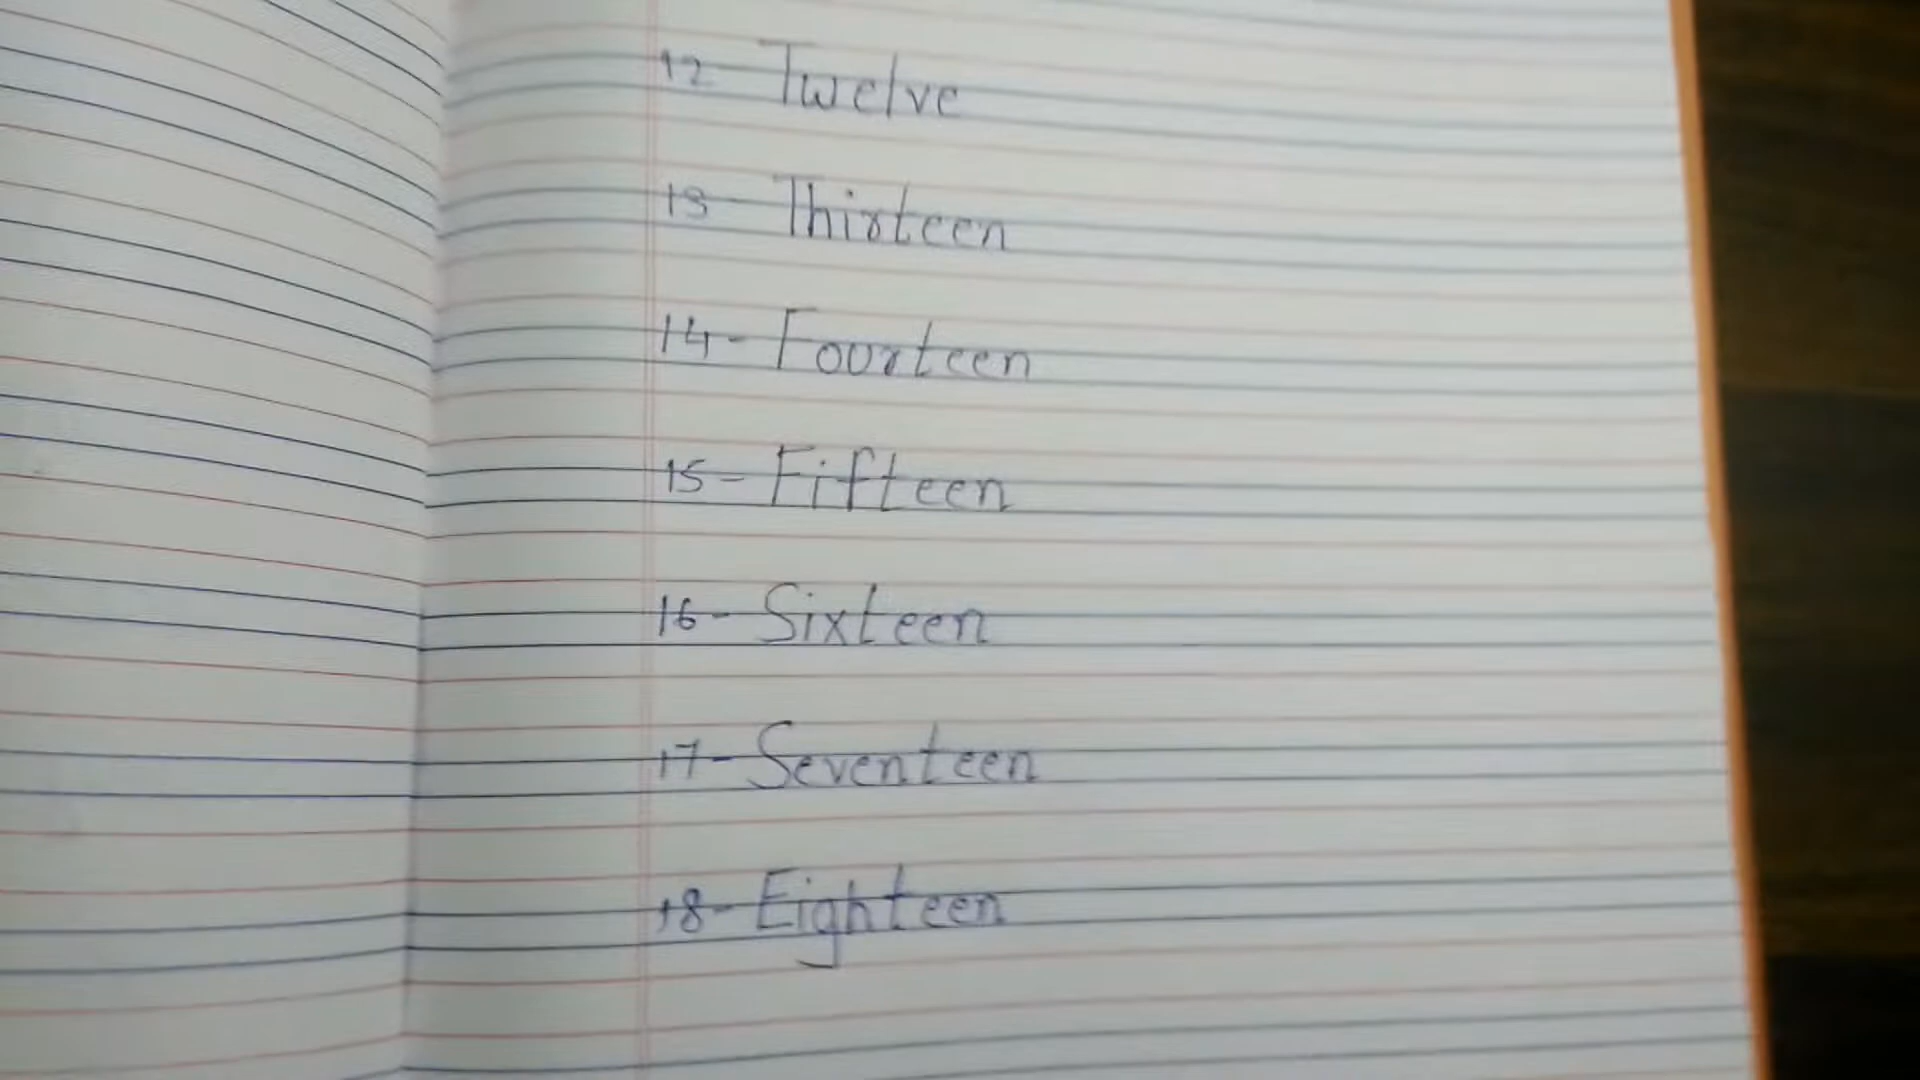 12 - Twelve
13 - Thirteen
14 - Fourteen
15 - Fifteen
16 - Sixteen
17 - Seventeen
18 - Eighteen